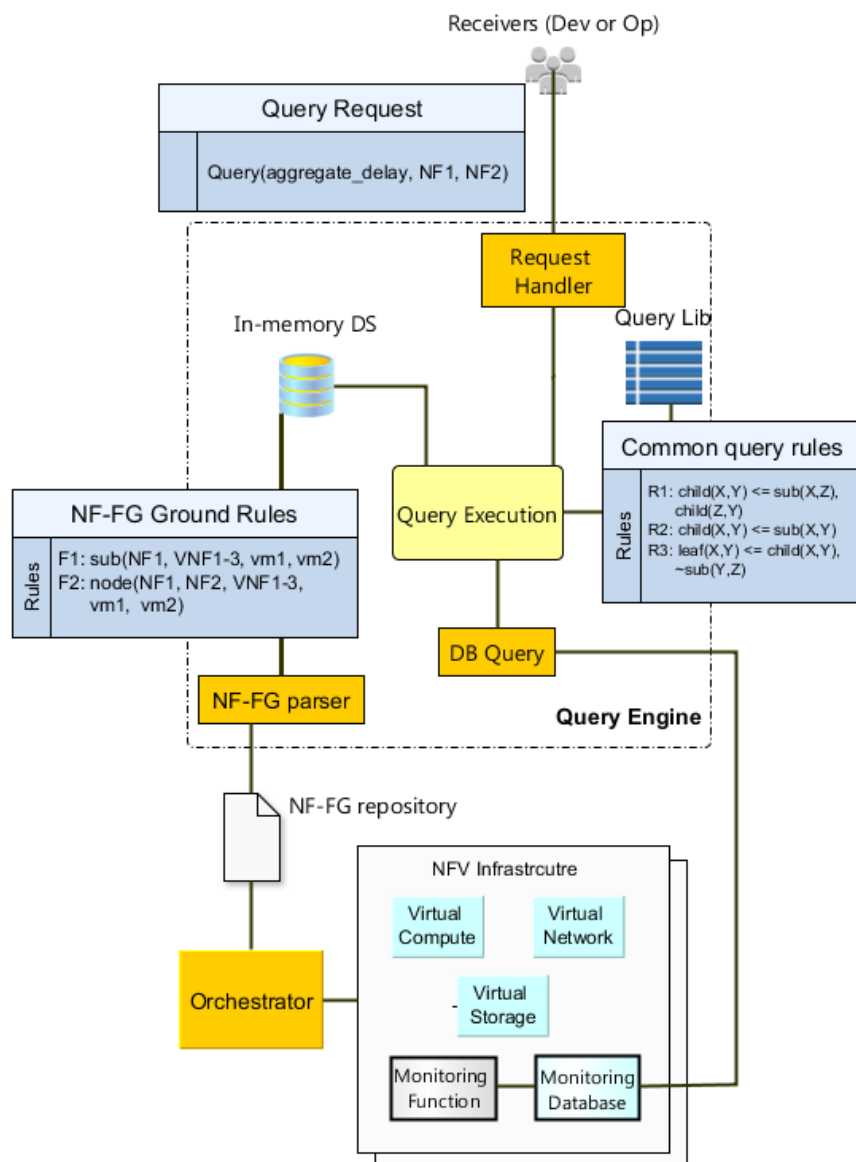 Receivers (Dev or Op)
Query Request
Query(aggregate_delay, NF1, NF2)
Request
Handler
In-memory DS
Query Lib
Common query rules
Rules
R1: child(X,Y) <= sub(X,Z),
child(Z,Y)
R2: child(X,Y) <= sub(X,Y)
R3: leaf(X,Y) <= child(X,Y),
~sub(Y,Z)
Query Execution
NF-FG Ground Rules
Rules
F1: sub(NF1, VNF1-3, vm1, vm2)
F2: node(NF1, NF2, VNF1-3,
vm1, vm2)
DB Query
NF-FG parser
Query Engine
NF-FG repository
NFV Infrastrcutre
Virtual
Compute
Virtual
Network
Virtual
Storage
Orchestrator
Monitoring
Function
Monitoring
Database